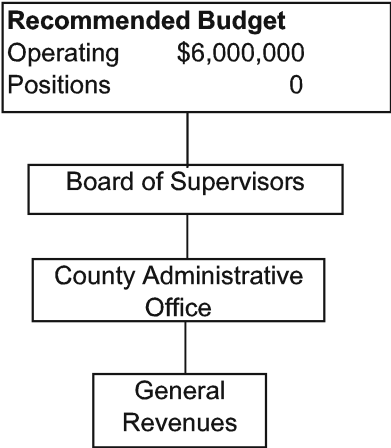 Recommended Budget
Operating $6,000,000
Positions 0
Board of Supervisors
County Administrative
Office
General
Revenues